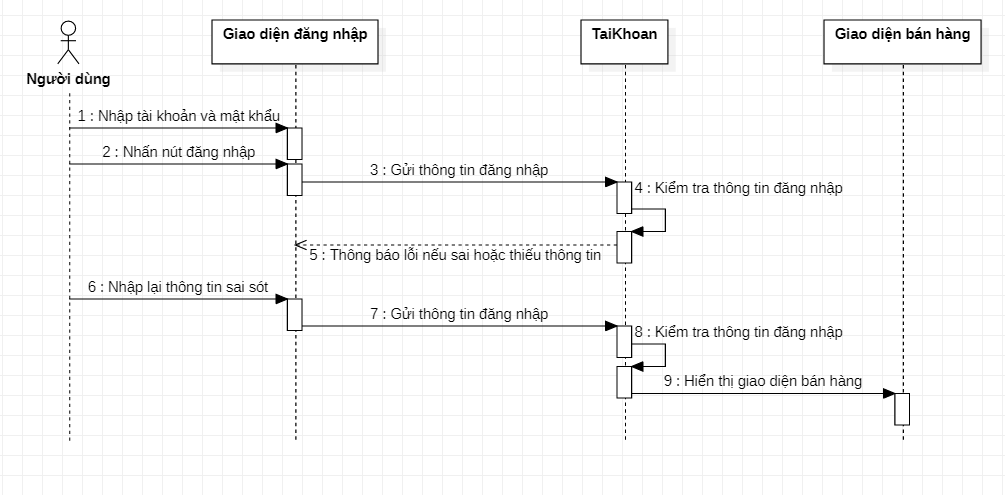 Giao diện đăng nhập
TaiKhoan
Giao diện bán hàng
Người dùng
1 : Nhập tài khoản và mật khẩu
2 : Nhấn nút đăng nhập
3 : Gửi thông tin đăng nhập
4 : Kiểm tra thông tin đăng nhập
5 : Thông báo lỗi nếu sai hoặc thiếu thông tin
6 : Nhập lại thông tin sai sót
7 : Gửi thông tin đăng nhập
8 : Kiểm tra thông tin đăng nhập
9 : Hiển thị giao diện bán hàng